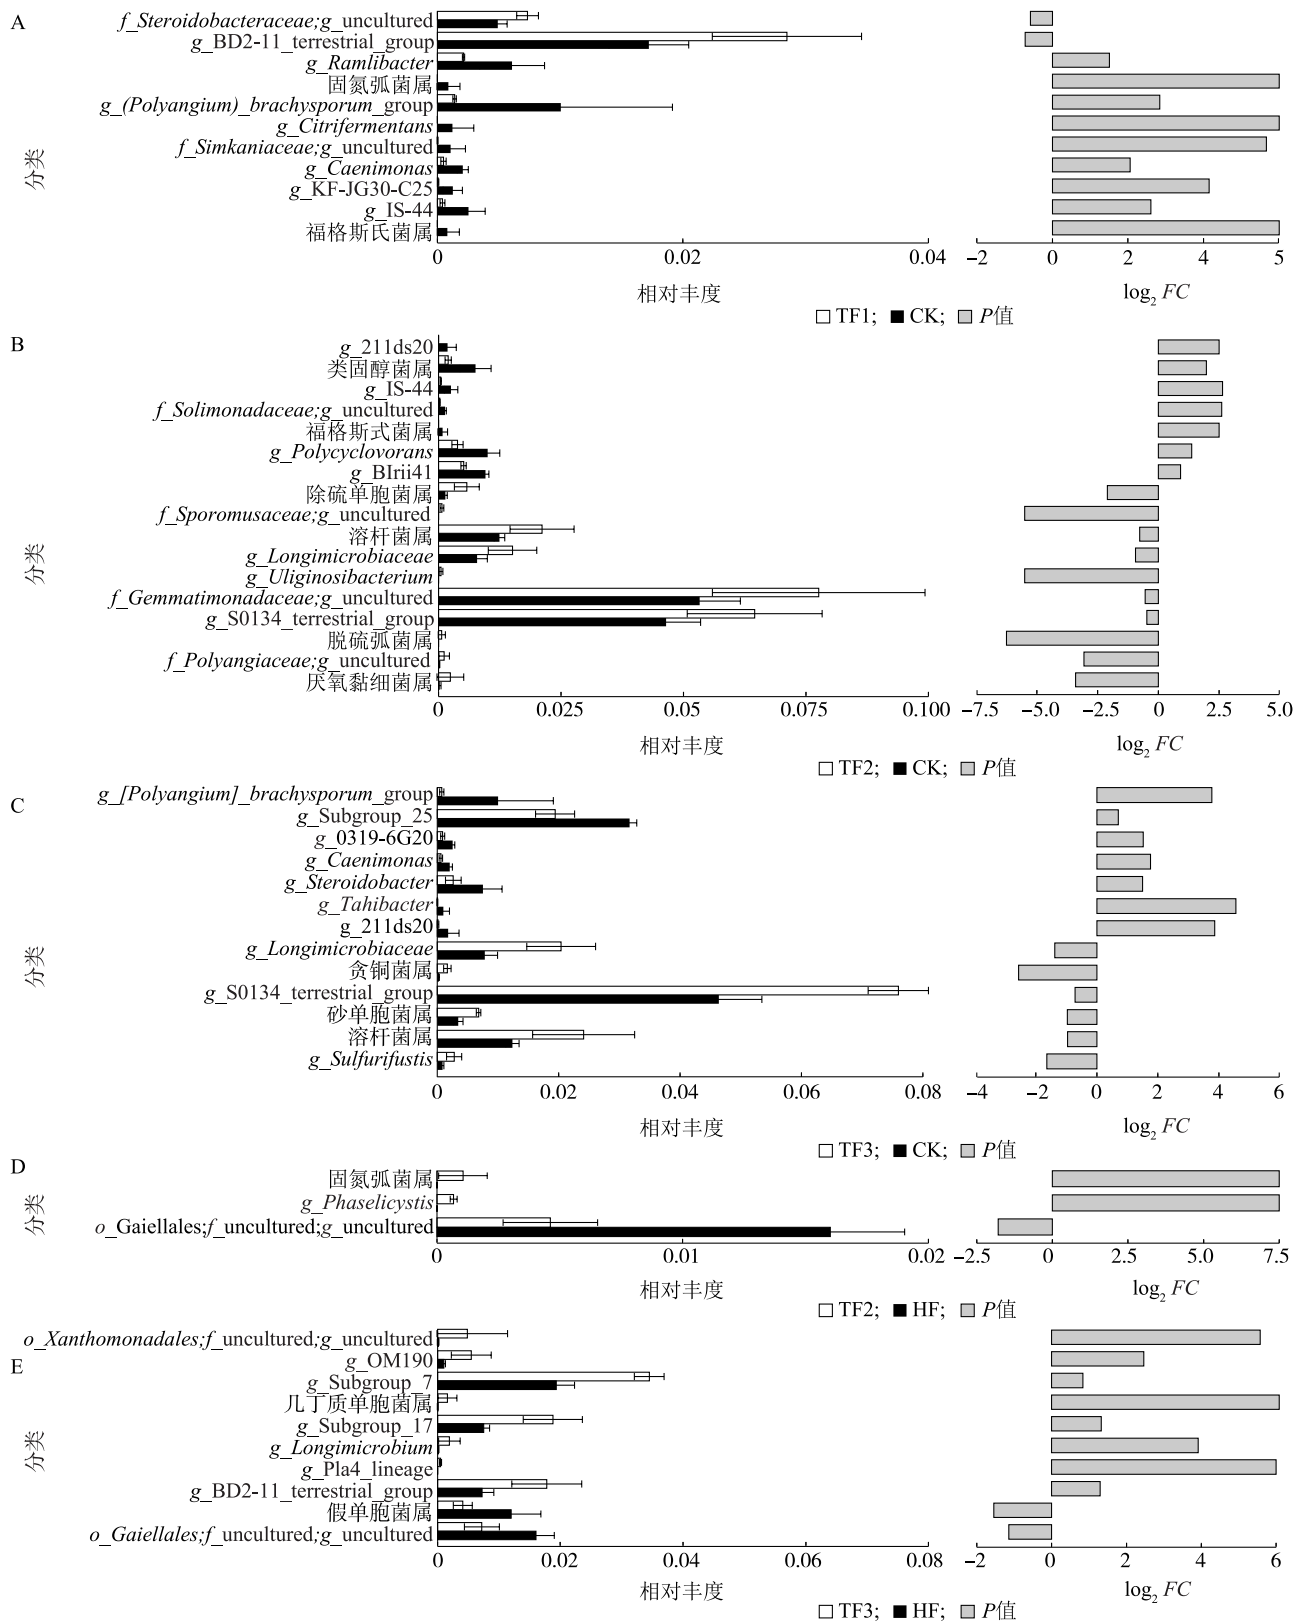 A
f_Steroidobacteraceae;g_uncultured
g_BD2-11_terrestrial_group
g_Ramlibacter
固氮弧菌属
g_(Polyangium)_brachysporum_group
g_Citrifermentans
f_Simkaniaceae;g_uncultured
g_Caenimonas
g_KF-JG30-C25
g_IS-44
福格斯氏菌属
分类
0 0.02 0.04
−2 0 2 4 5
相对丰度
log₂ FC
TF1; CK; P值
B
g_211ds20
类固醇菌属
g_IS-44
f_Solimonadaceae;g_uncultured
福格斯式菌属
g_Polycyclovorans
g_BIrii41
除硫单胞菌属
f_Sporomusaceae;g_uncultured
溶杆菌属
g_Longimicrobiaceae
g_Uliginosibacterium
f_Gemmatimonadaceae;g_uncultured
g_S0134_terrestrial_group
脱硫弧菌属
f_Polyangiaceae;g_uncultured
厌氧黏细菌属
分类
0 0.025 0.05 0.075 0.100
−7.5 −5.0 −2.5 0 2.5 5.0
相对丰度
log₂ FC
TF2; CK; P值
C
g_[Polyangium]_brachysporum_group
g_Subgroup_25
g_0319-6G20
g_Caenimonas
g_Steroidobacter
g_Tahibacter
g_211ds20
g_Longimicrobiaceae
贪铜菌属
g_S0134_terrestrial_group
砂单胞菌属
溶杆菌属
g_Sulfurifustis
分类
0 0.02 0.04 0.06 0.08
−4 −2 0 2 4 6
相对丰度
log₂ FC
TF3; CK; P值
D
固氮弧菌属
g_Phaselicystis
o_Gaiellales;f_uncultured;g_uncultured
分类
0 0.01 0.02
−2.5 0 2.5 5.0 7.5
相对丰度
log₂ FC
TF2; HF; P值
E
o_Xanthomonadales;f_uncultured;g_uncultured
g_OM190
g_Subgroup_7
几丁质单胞菌属
g_Subgroup_17
g_Longimicrobium
g_Pla4_lineage
g_BD2-11_terrestrial_group
假单胞菌属
o_Gaiellales;f_uncultured;g_uncultured
分类
0 0.02 0.04 0.06 0.08
−2 0 2 4 6
相对丰度
log₂ FC
TF3; HF; P值